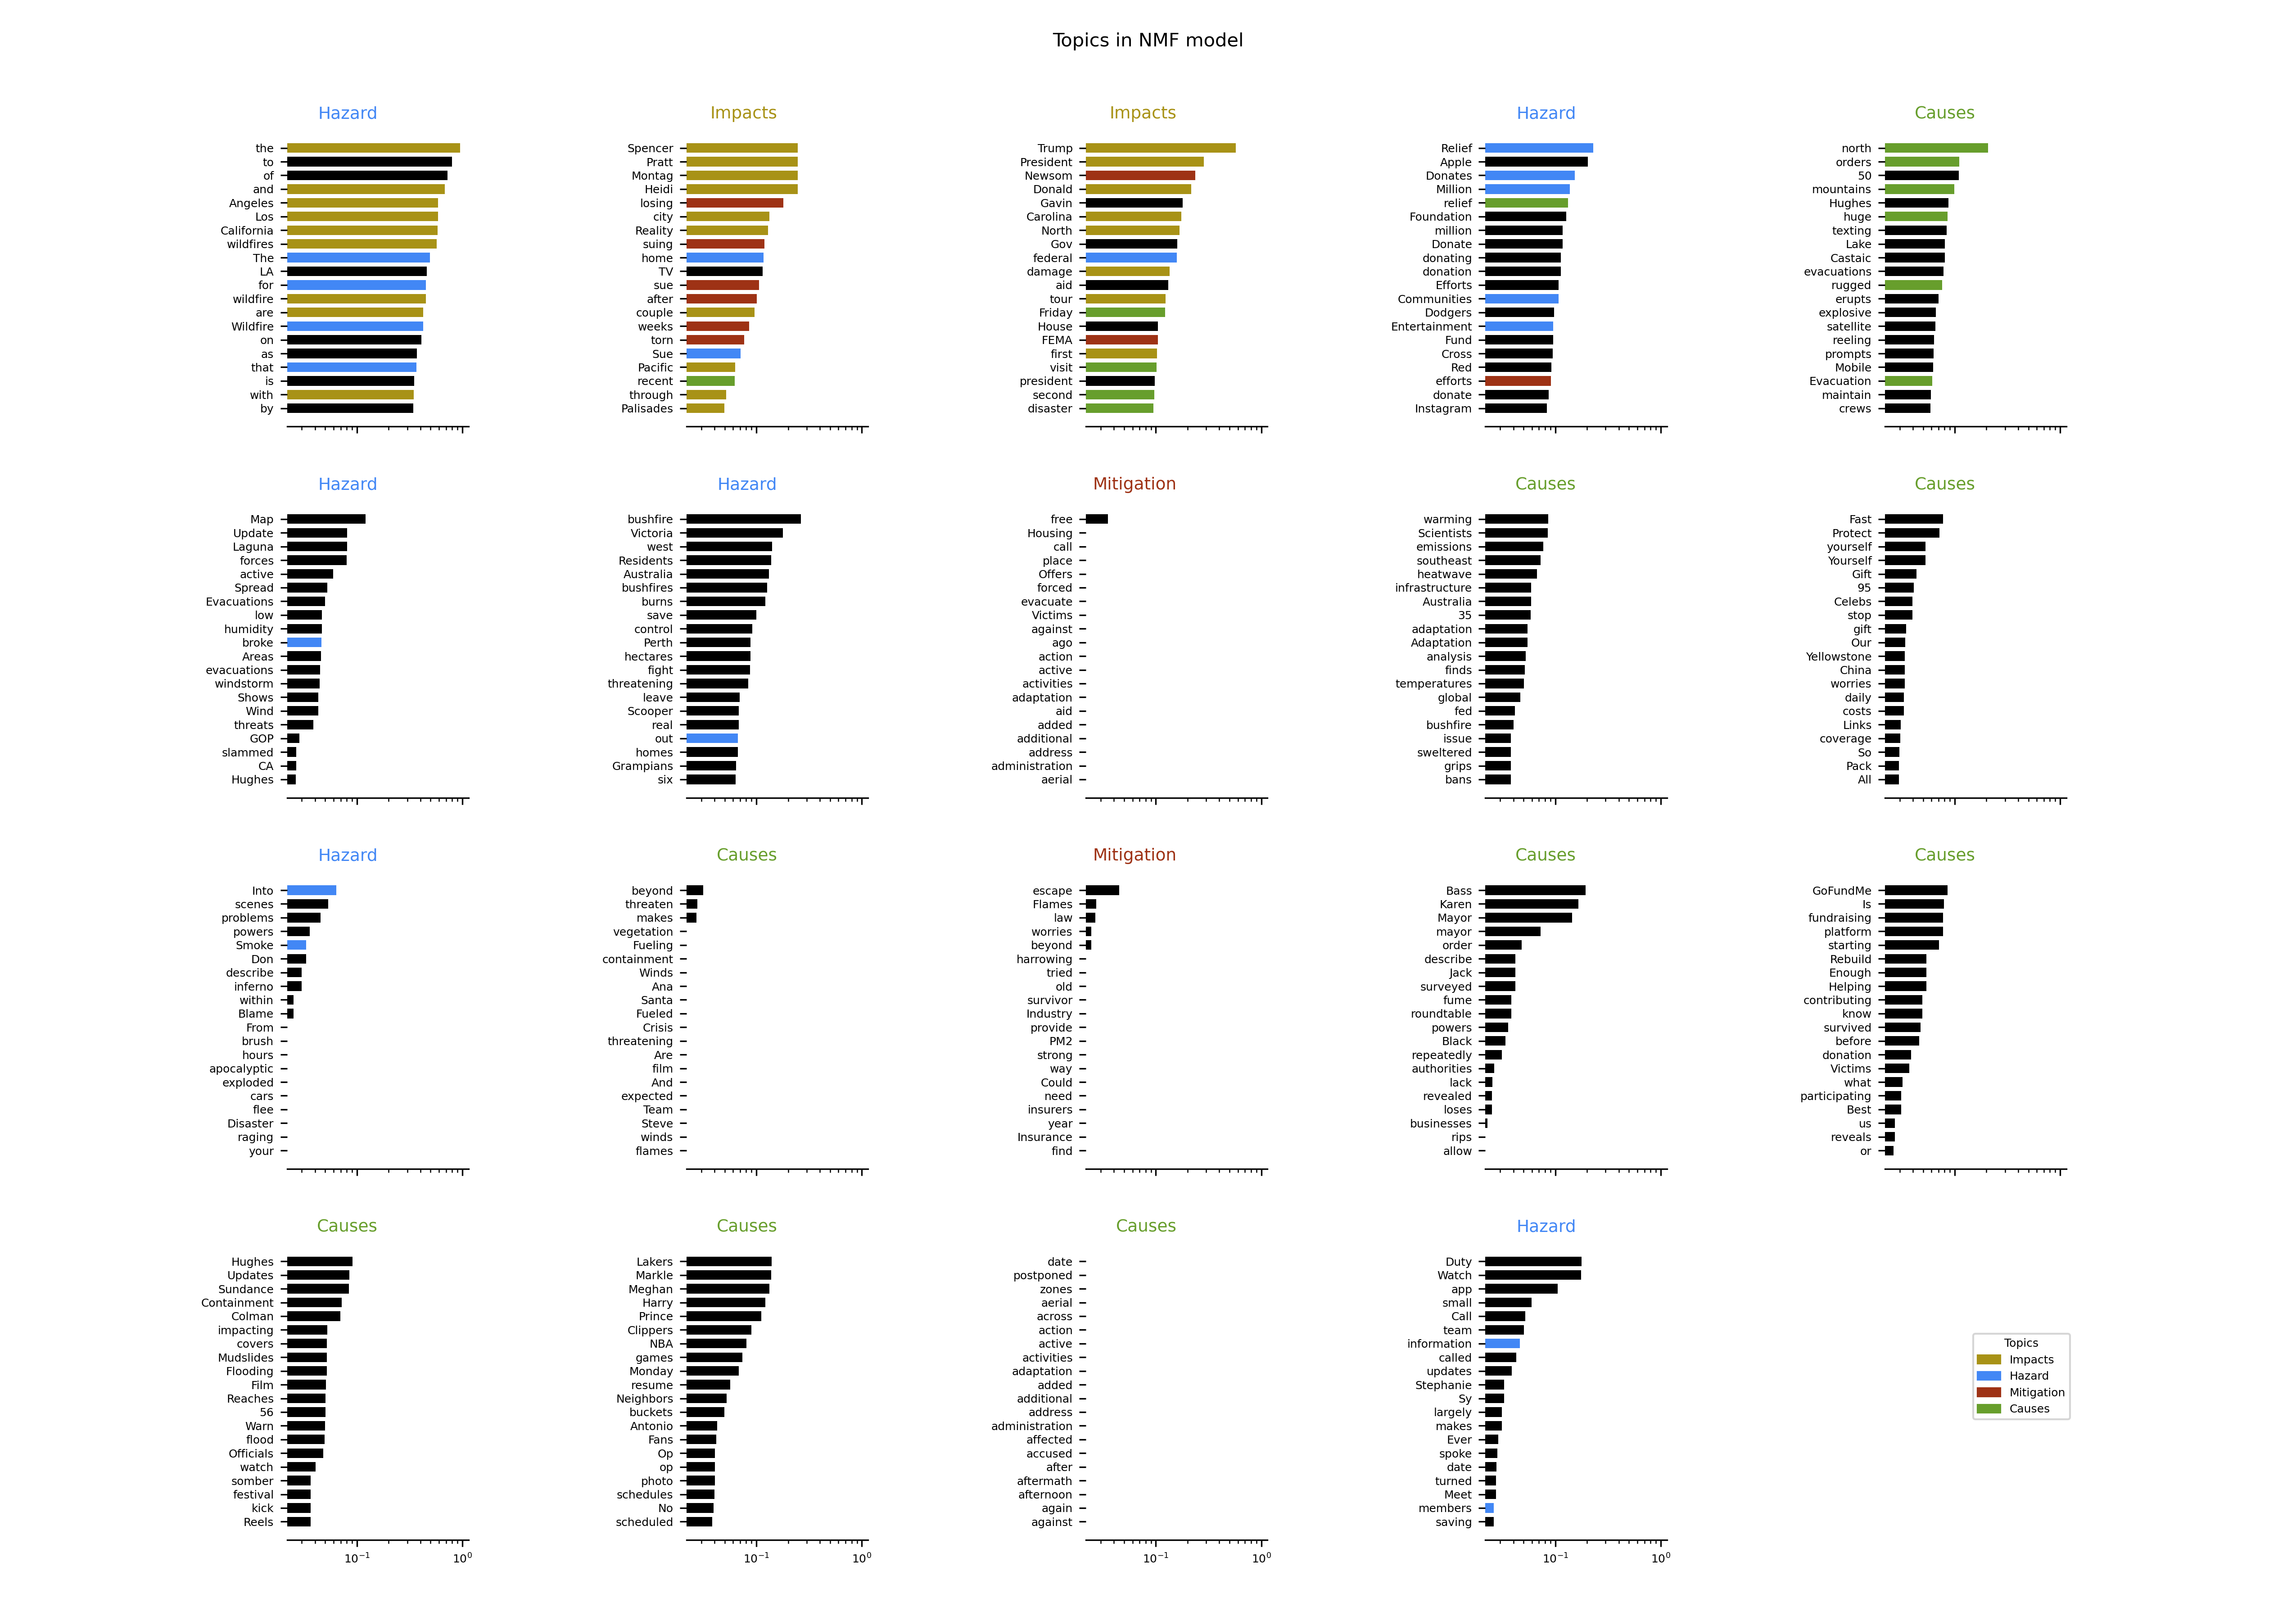 Topics in NMF model
Hazard
the
to
of
and
Angeles
Los
California
wildfires
The
LA
for
wildfire
are
Wildfire
on
as
that
is
with
by
Impacts
Spencer
Pratt
Montag
Heidi
losing
city
Reality
suing
home
TV
sue
after
couple
weeks
torn
Sue
Pacific
recent
through
Palisades
Impacts
Trump
President
Newsom
Donald
Gavin
Carolina
North
Gov
federal
damage
aid
tour
Friday
House
FEMA
first
visit
president
second
disaster
Hazard
Relief
Apple
Donates
Million
relief
Foundation
million
Donate
donating
donation
Efforts
Communities
Dodgers
Entertainment
Fund
Cross
Red
efforts
donate
Instagram
Causes
north
orders
50
mountains
Hughes
huge
texting
Lake
Castaic
evacuations
rugged
erupts
explosive
satellite
reeling
prompts
Mobile
Evacuation
maintain
crews
Hazard
Map
Update
Laguna
forces
active
Spread
Evacuations
low
humidity
broke
Areas
evacuations
windstorm
Shows
Wind
threats
GOP
slammed
CA
Hughes
Hazard
bushfire
Victoria
west
Residents
Australia
bushfires
burns
save
control
Perth
hectares
fight
threatening
leave
Scooper
real
out
homes
Grampians
six
Mitigation
free
Housing
call
place
Offers
forced
evacuate
Victims
against
ago
action
active
activities
adaptation
aid
added
additional
address
administration
aerial
Causes
warming
Scientists
emissions
southeast
heatwave
infrastructure
Australia
35
adaptation
Adaptation
analysis
finds
temperatures
global
fed
bushfire
issue
sweltered
grips
bans
Causes
Fast
Protect
yourself
Yourself
Gift
95
Celebs
stop
gift
Our
Yellowstone
China
worries
daily
costs
Links
coverage
So
Pack
All
Hazard
Into
scenes
problems
powers
Smoke
Don
describe
inferno
within
Blame
From
brush
hours
apocalyptic
exploded
cars
flee
Disaster
raging
your
Causes
beyond
threaten
makes
vegetation
Fueling
containment
Winds
Ana
Santa
Fueled
Crisis
threatening
Are
film
And
expected
Team
Steve
winds
flames
Mitigation
escape
Flames
law
worries
beyond
harrowing
tried
old
survivor
Industry
provide
PM2
strong
way
Could
need
insurers
year
Insurance
find
Causes
Bass
Karen
Mayor
mayor
order
describe
Jack
surveyed
fume
roundtable
powers
Black
repeatedly
authorities
lack
revealed
loses
businesses
rips
allow
Causes
GoFundMe
Is
fundraising
platform
starting
Rebuild
Enough
Helping
contributing
know
survived
before
donation
Victims
what
participating
Best
us
reveals
or
Causes
Hughes
Updates
Sundance
Containment
Colman
impacting
covers
Mudslides
Flooding
Film
Reaches
56
Warn
flood
Officials
watch
somber
festival
kick
Reels
10⁻¹ 10⁰
Causes
Lakers
Markle
Meghan
Harry
Prince
Clippers
NBA
games
Monday
resume
Neighbors
buckets
Antonio
Fans
Op
op
photo
schedules
No
scheduled
10⁻¹ 10⁰
Causes
date
postponed
zones
aerial
across
action
active
activities
adaptation
added
additional
address
administration
affected
accused
after
aftermath
afternoon
again
against
10⁻¹ 10⁰
Hazard
Duty
Watch
app
small
Call
team
information
called
updates
Stephanie
Sy
largely
makes
Ever
spoke
date
turned
Meet
members
saving
10⁻¹ 10⁰
Topics
Impacts
Hazard
Mitigation
Causes